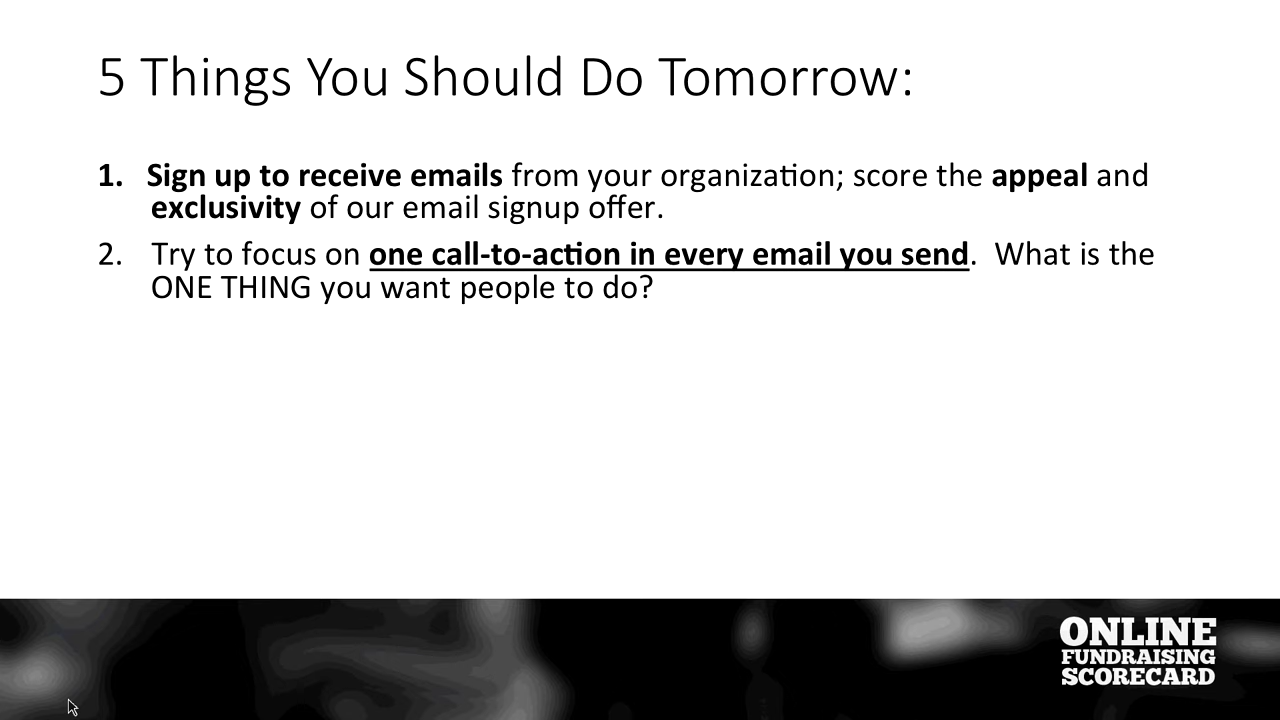 5 Things You Should Do Tomorrow:
1. Sign up to receive emails from your organization; score the appeal and
exclusivity of our email signup offer.
2. Try to focus on one call-to-action in every email you send. What is the
ONE THING you want people to do?
ONLINE
FUNDRAISING
SCORECARD